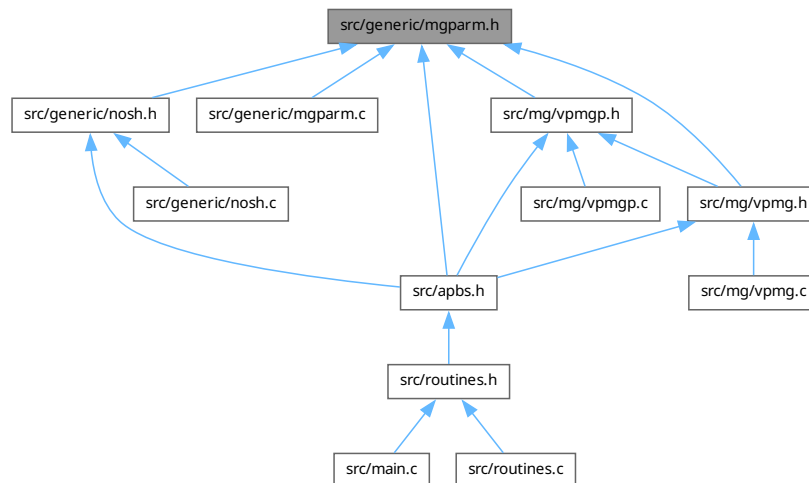 src/generic/mgparm.h
src/generic/nosh.h
src/generic/mgparm.c
src/mg/vpmgp.h
src/generic/nosh.c
src/mg/vpmgp.c
src/mg/vpmg.h
src/apbs.h
src/mg/vpmg.c
src/routines.h
src/main.c
src/routines.c